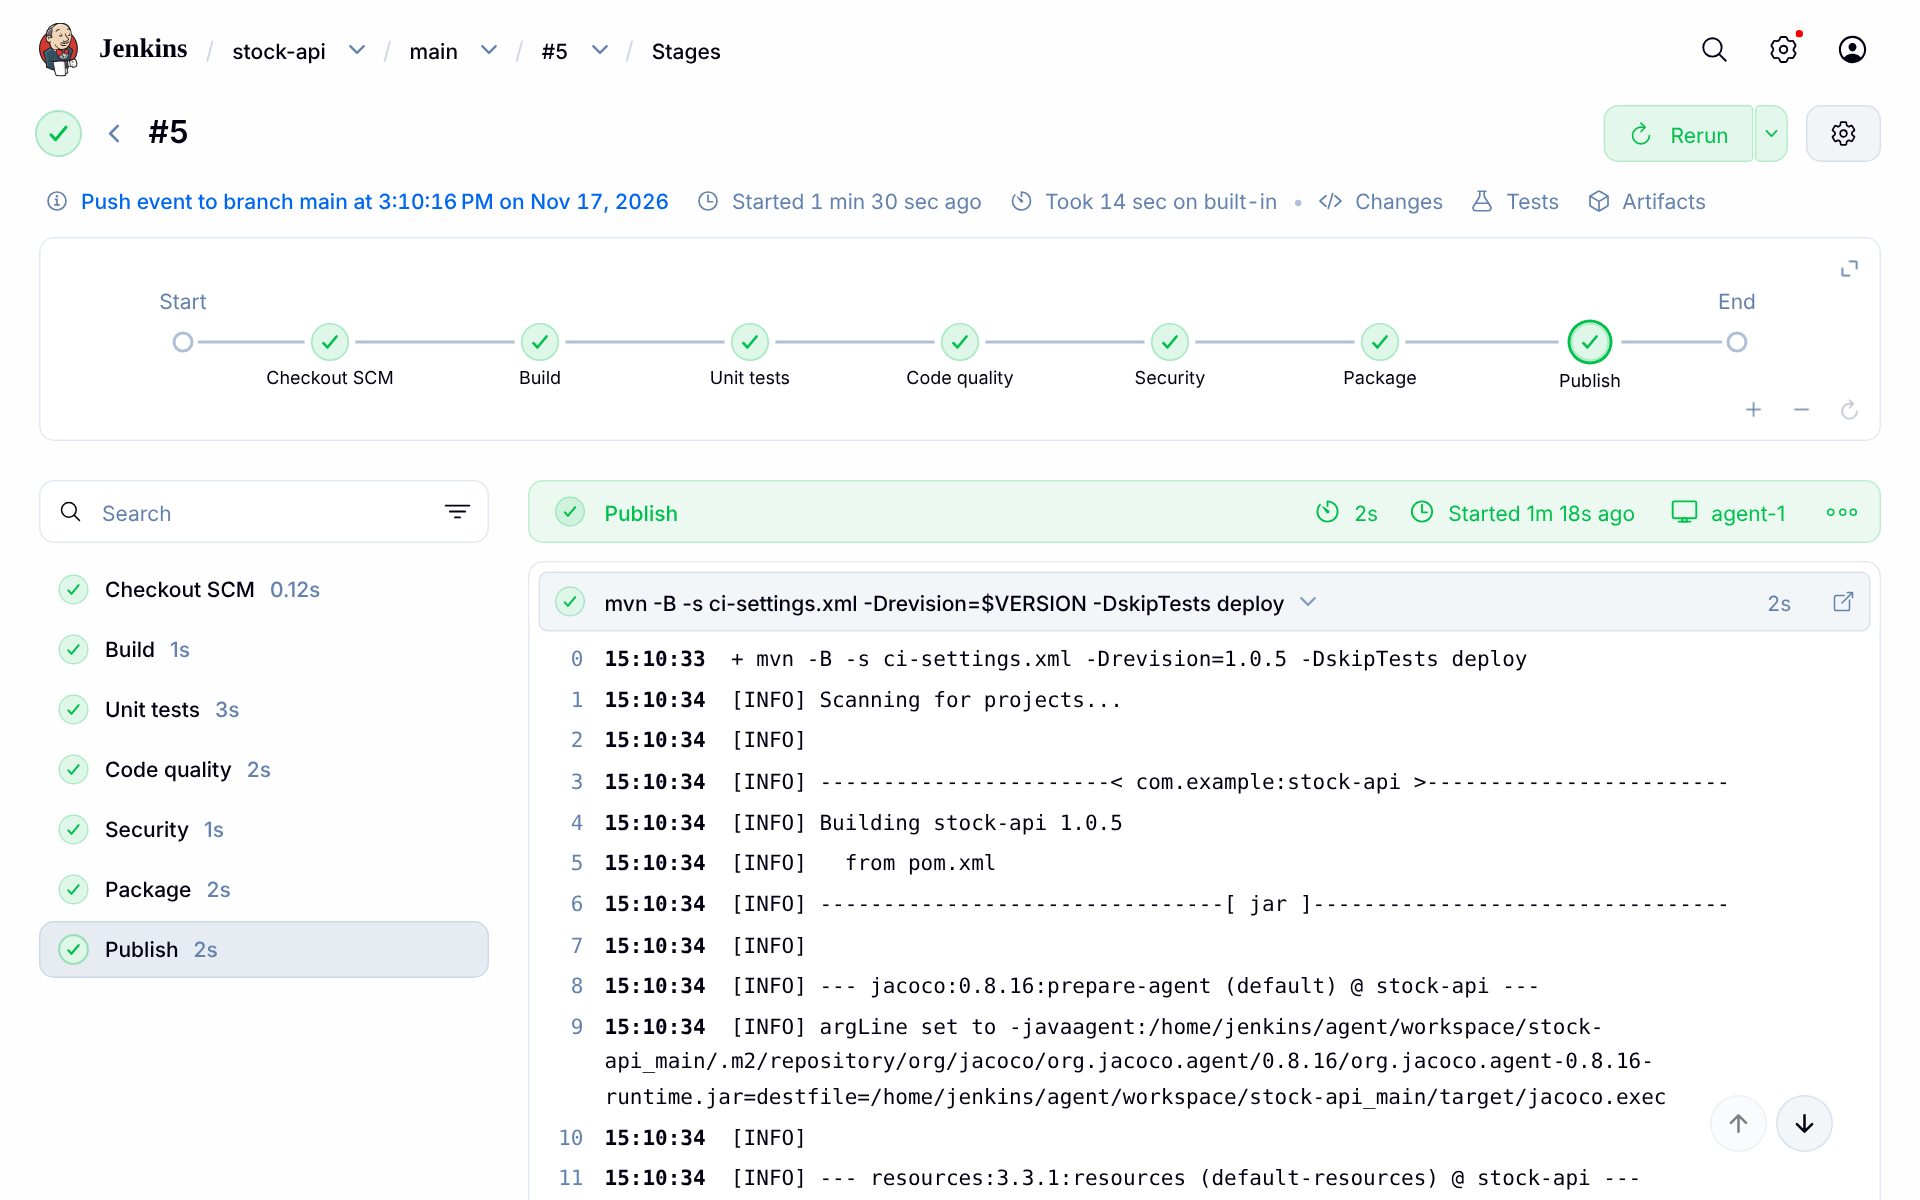 Jenkins / stock-api / main / #5 / Stages
#5
Rerun
Push event to branch main at 3:10:16 PM on Nov 17, 2026 Started 1 min 30 sec ago Took 14 sec on built-in • Changes Tests Artifacts
Start
End
Checkout SCM
Build
Unit tests
Code quality
Security
Package
Publish
Search
Checkout SCM 0.12s
Build 1s
Unit tests 3s
Code quality 2s
Security 1s
Package 2s
Publish 2s
Publish 2s Started 1m 18s ago agent-1
mvn -B -s ci-settings.xml -Drevision=$VERSION -DskipTests deploy 2s
0 15:10:33 + mvn -B -s ci-settings.xml -Drevision=1.0.5 -DskipTests deploy
1 15:10:34 [INFO] Scanning for projects...
2 15:10:34 [INFO]
3 15:10:34 [INFO] -----------------------< com.example:stock-api >------------------------
4 15:10:34 [INFO] Building stock-api 1.0.5
5 15:10:34 [INFO]   from pom.xml
6 15:10:34 [INFO] --------------------------------[ jar ]---------------------------------
7 15:10:34 [INFO]
8 15:10:34 [INFO] --- jacoco:0.8.16:prepare-agent (default) @ stock-api ---
9 15:10:34 [INFO] argLine set to -javaagent:/home/jenkins/agent/workspace/stock-
api_main/.m2/repository/org/jacoco/org.jacoco.agent/0.8.16/org.jacoco.agent-0.8.16-
runtime.jar=destfile=/home/jenkins/agent/workspace/stock-api_main/target/jacoco.exec
10 15:10:34 [INFO]
11 15:10:34 [INFO] --- resources:3.3.1:resources (default-resources) @ stock-api ---